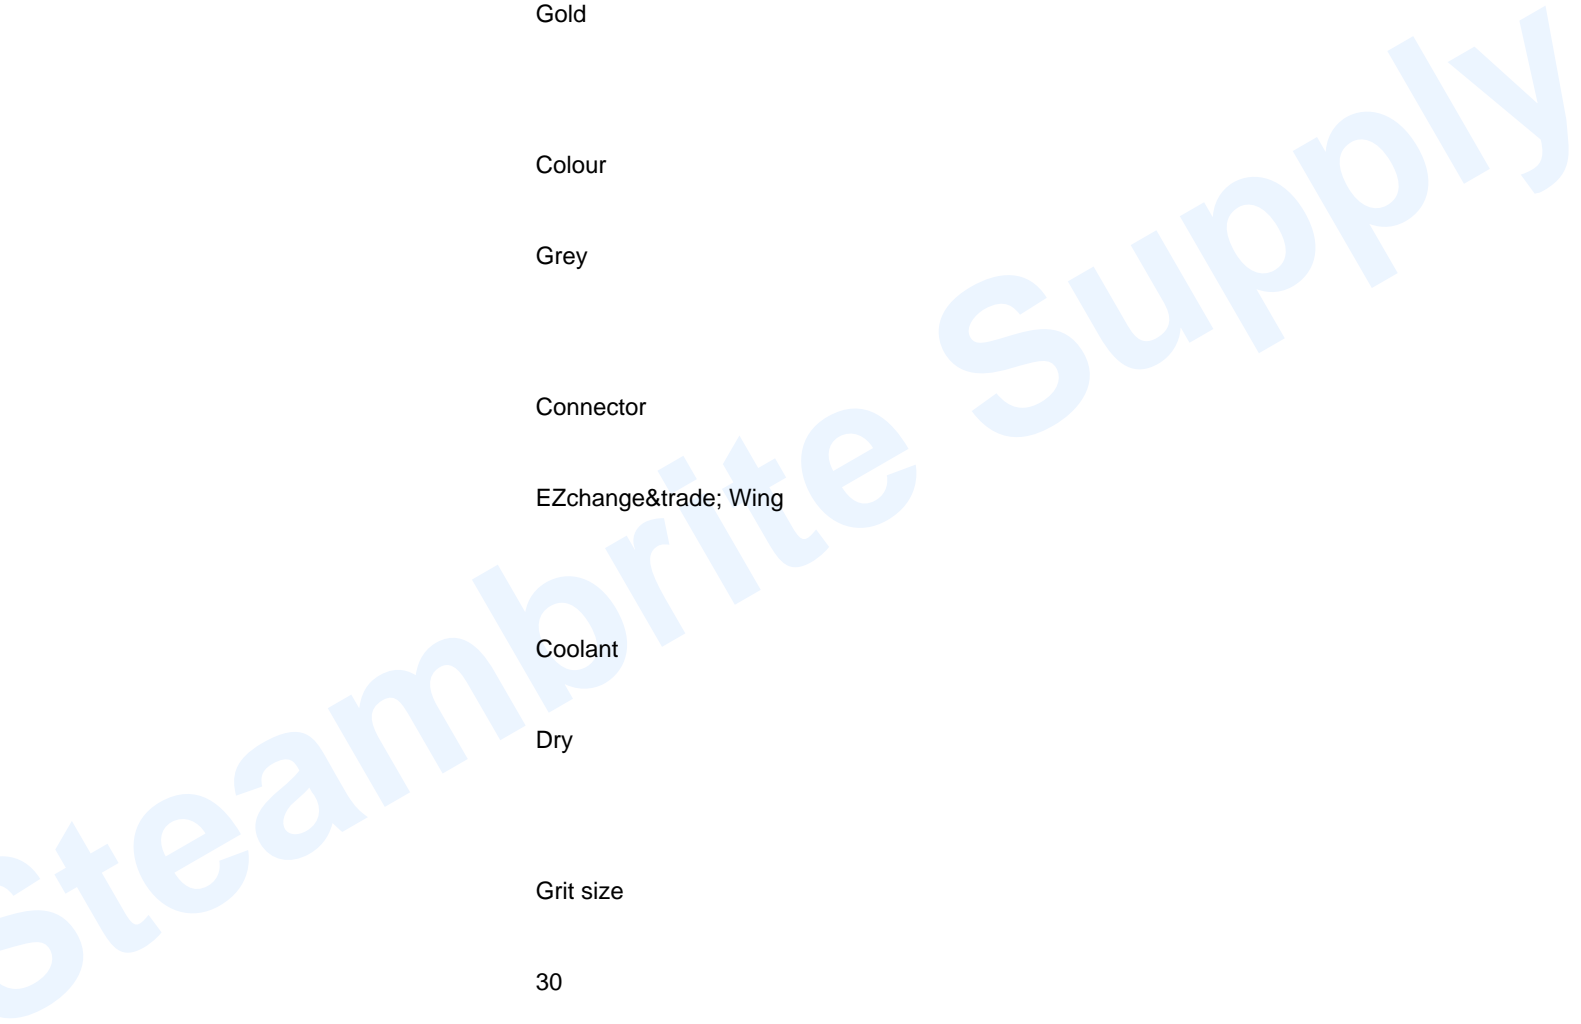 Gold
Colour
Grey
Connector
EZchange&trade; Wing
Coolant
Dry
Grit size
30
Steambrite Supply